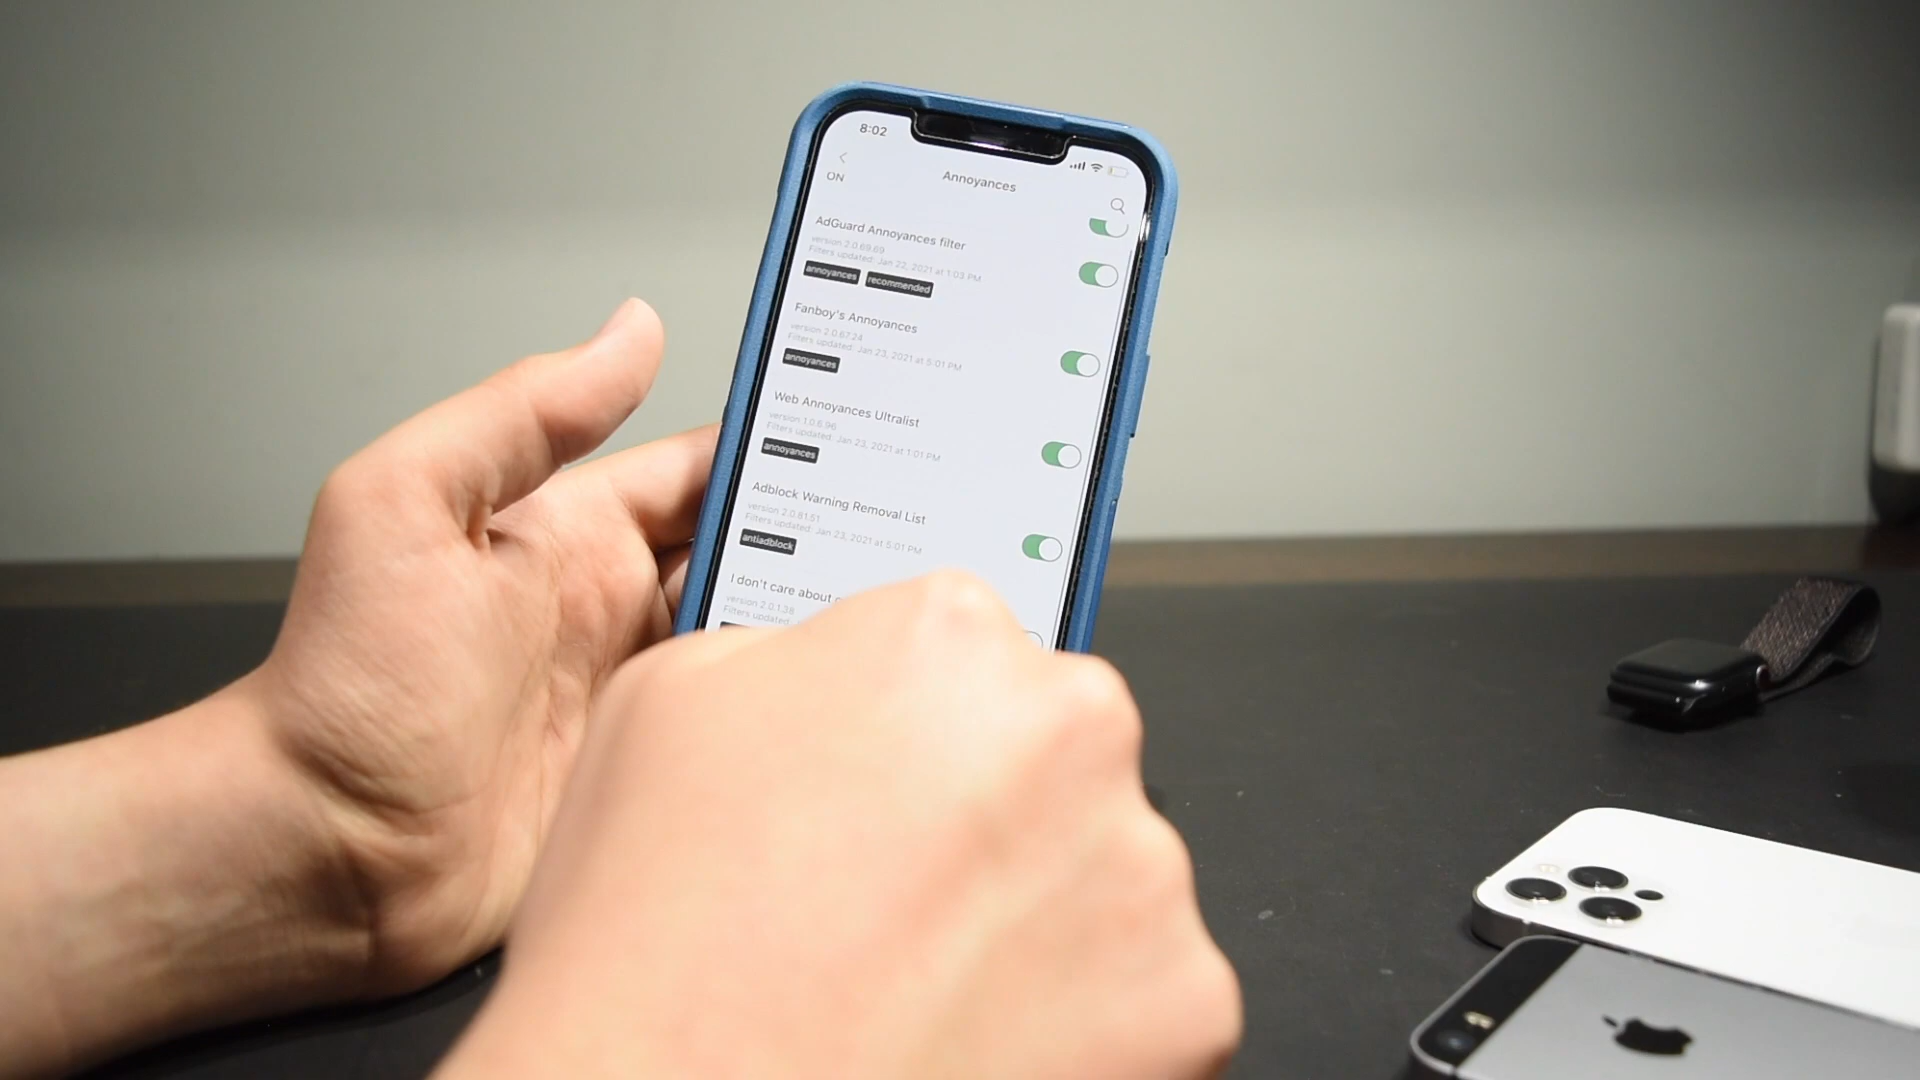 8:02
ON
Annoyances
AdGuard Annoyances filter
version 2.0.69.69
Filters updated: Jan 22, 2021 at 1:03 PM
annoyances recommended
Fanboy's Annoyances
version 2.0.67.24
Filters updated: Jan 23, 2021 at 5:01 PM
annoyances
Web Annoyances Ultralist
version 1.0.6.96
Filters updated: Jan 23, 2021 at 1:01 PM
annoyances
Adblock Warning Removal List
version 2.0.81.51
Filters updated: Jan 23, 2021 at 5:01 PM
antiadblock
I don't care about
version 2.0.1.38
Filters updated: